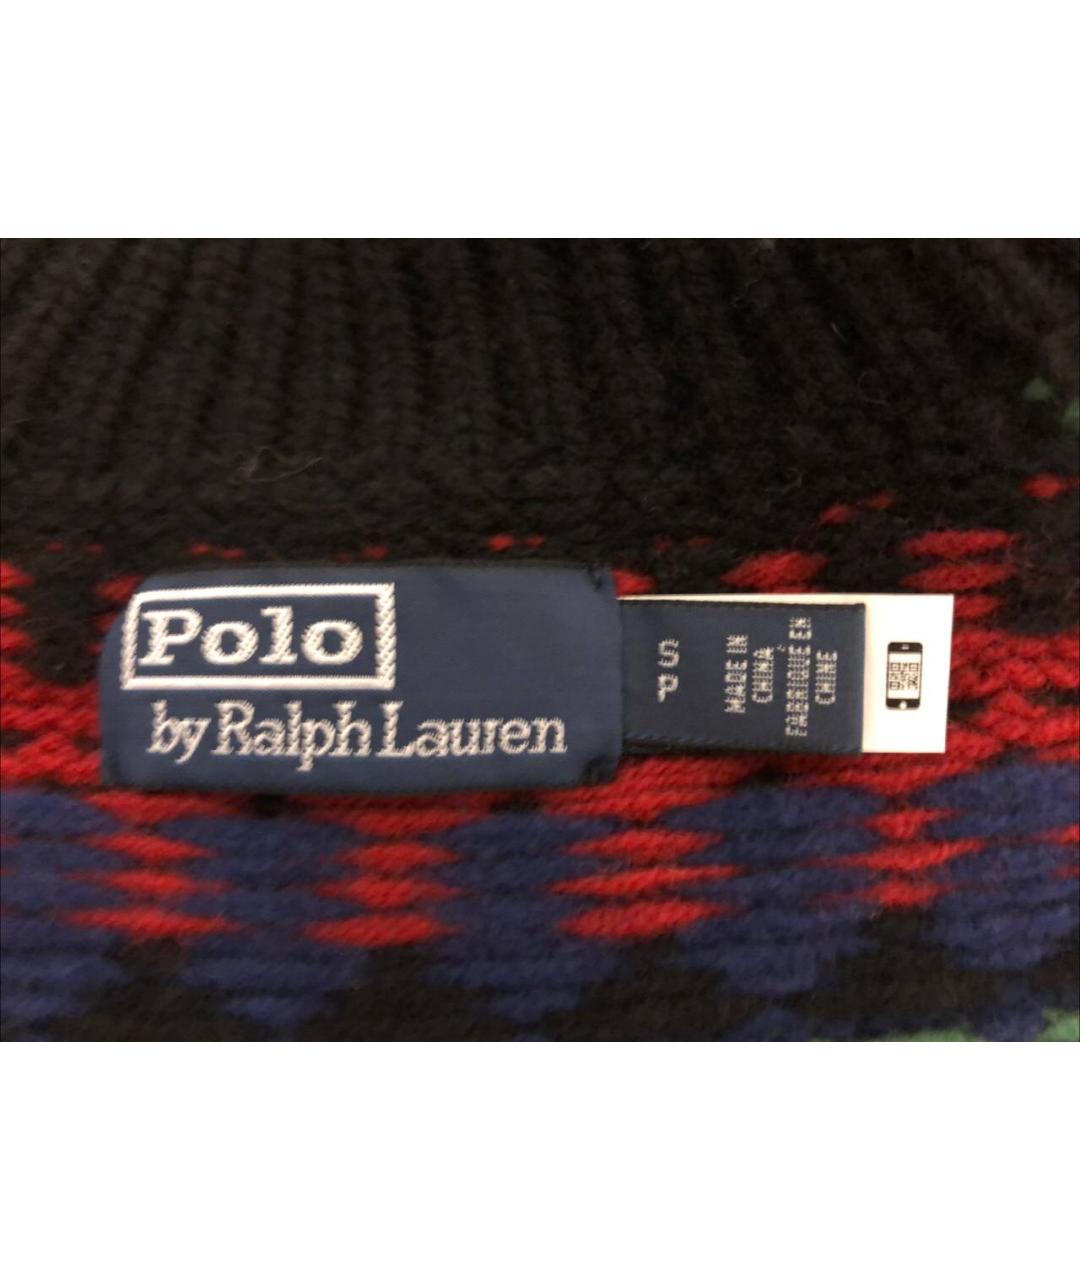 Polo
by Ralph Lauren
S
P
MADE IN
CHINA
FABRIQUÉ EN
CHINE